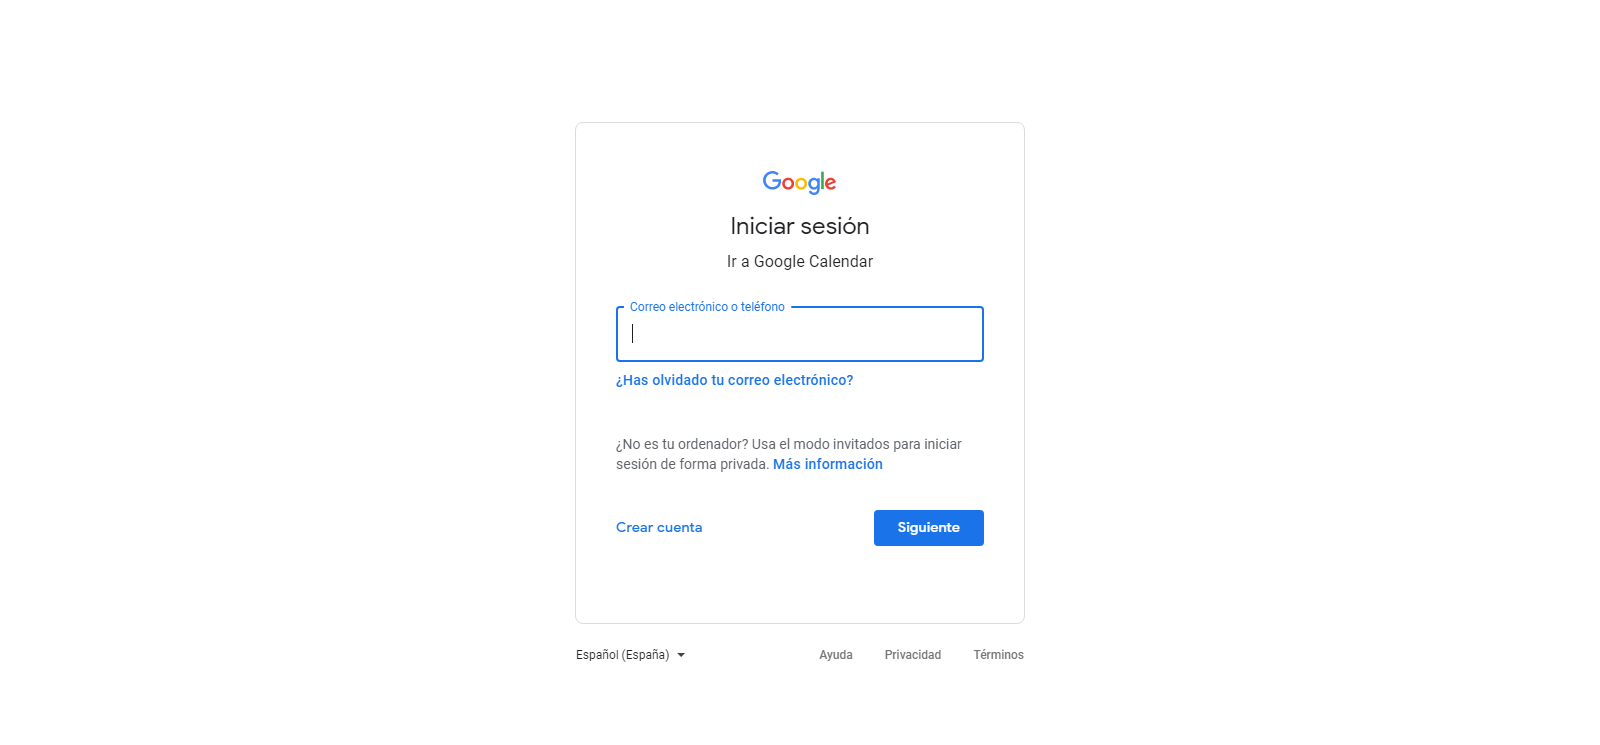 Google
Iniciar sesión
Ir a Google Calendar
Correo electrónico o teléfono
¿Has olvidado tu correo electrónico?
¿No es tu ordenador? Usa el modo invitados para iniciar
sesión de forma privada. Más información
Crear cuenta
Siguiente
Español (España)
Ayuda
Privacidad
Términos